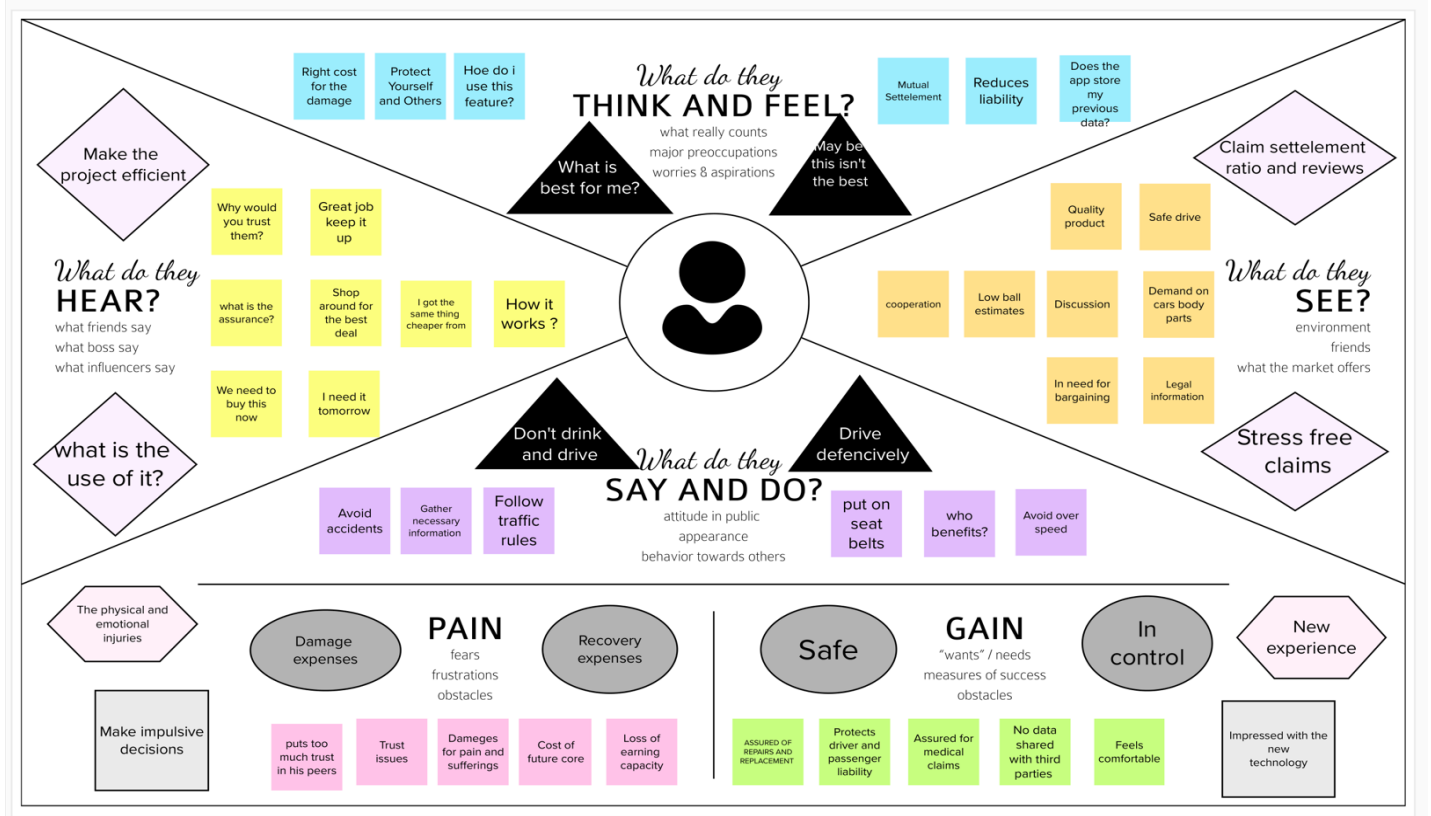 What do they
THINK AND FEEL?
what really counts
major preoccupations
worries & aspirations
Right cost
for the
damage
Protect
Yourself
and Others
Hoe do i
use this
feature?
Mutual
Settelement
Reduces
liability
Does the
app store
my
previous
data?
What is
best for me?
May be
this isn't
the best
Make the
project efficient
What do they
HEAR?
what friends say
what boss say
what influencers say
what is the
use of it?
Why would
you trust
them?
Great job
keep it
up
what is the
assurance?
Shop
around for
the best
deal
I got the
same thing
cheaper from
How it
works ?
We need to
buy this
now
I need it
tomorrow
Claim settelement
ratio and reviews
What do they
SEE?
environment
friends
what the market offers
Stress free
claims
Quality
product
Safe drive
cooperation
Low ball
estimates
Discussion
Demand on
cars body
parts
In need for
bargaining
Legal
information
Don't drink
and drive
Drive
defencively
What do they
SAY AND DO?
attitude in public
appearance
behavior towards others
Avoid
accidents
Gather
necessary
information
Follow
traffic
rules
put on
seat
belts
who
benefits?
Avoid over
speed
The physical and
emotional
injuries
Make impulsive
decisions
Damage
expenses
PAIN
fears
frustrations
obstacles
Recovery
expenses
puts too
much trust
in his peers
Trust
issues
Dameges
for pain and
sufferings
Cost of
future core
Loss of
earning
capacity
Safe
GAIN
"wants" / needs
measures of success
obstacles
In
control
New
experience
ASSURED OF
REPAIRS AND
REPLACEMENT
Protects
driver and
passenger
liability
Assured for
medical
claims
No data
shared
with third
parties
Feels
comfortable
Impressed with the
new
technology